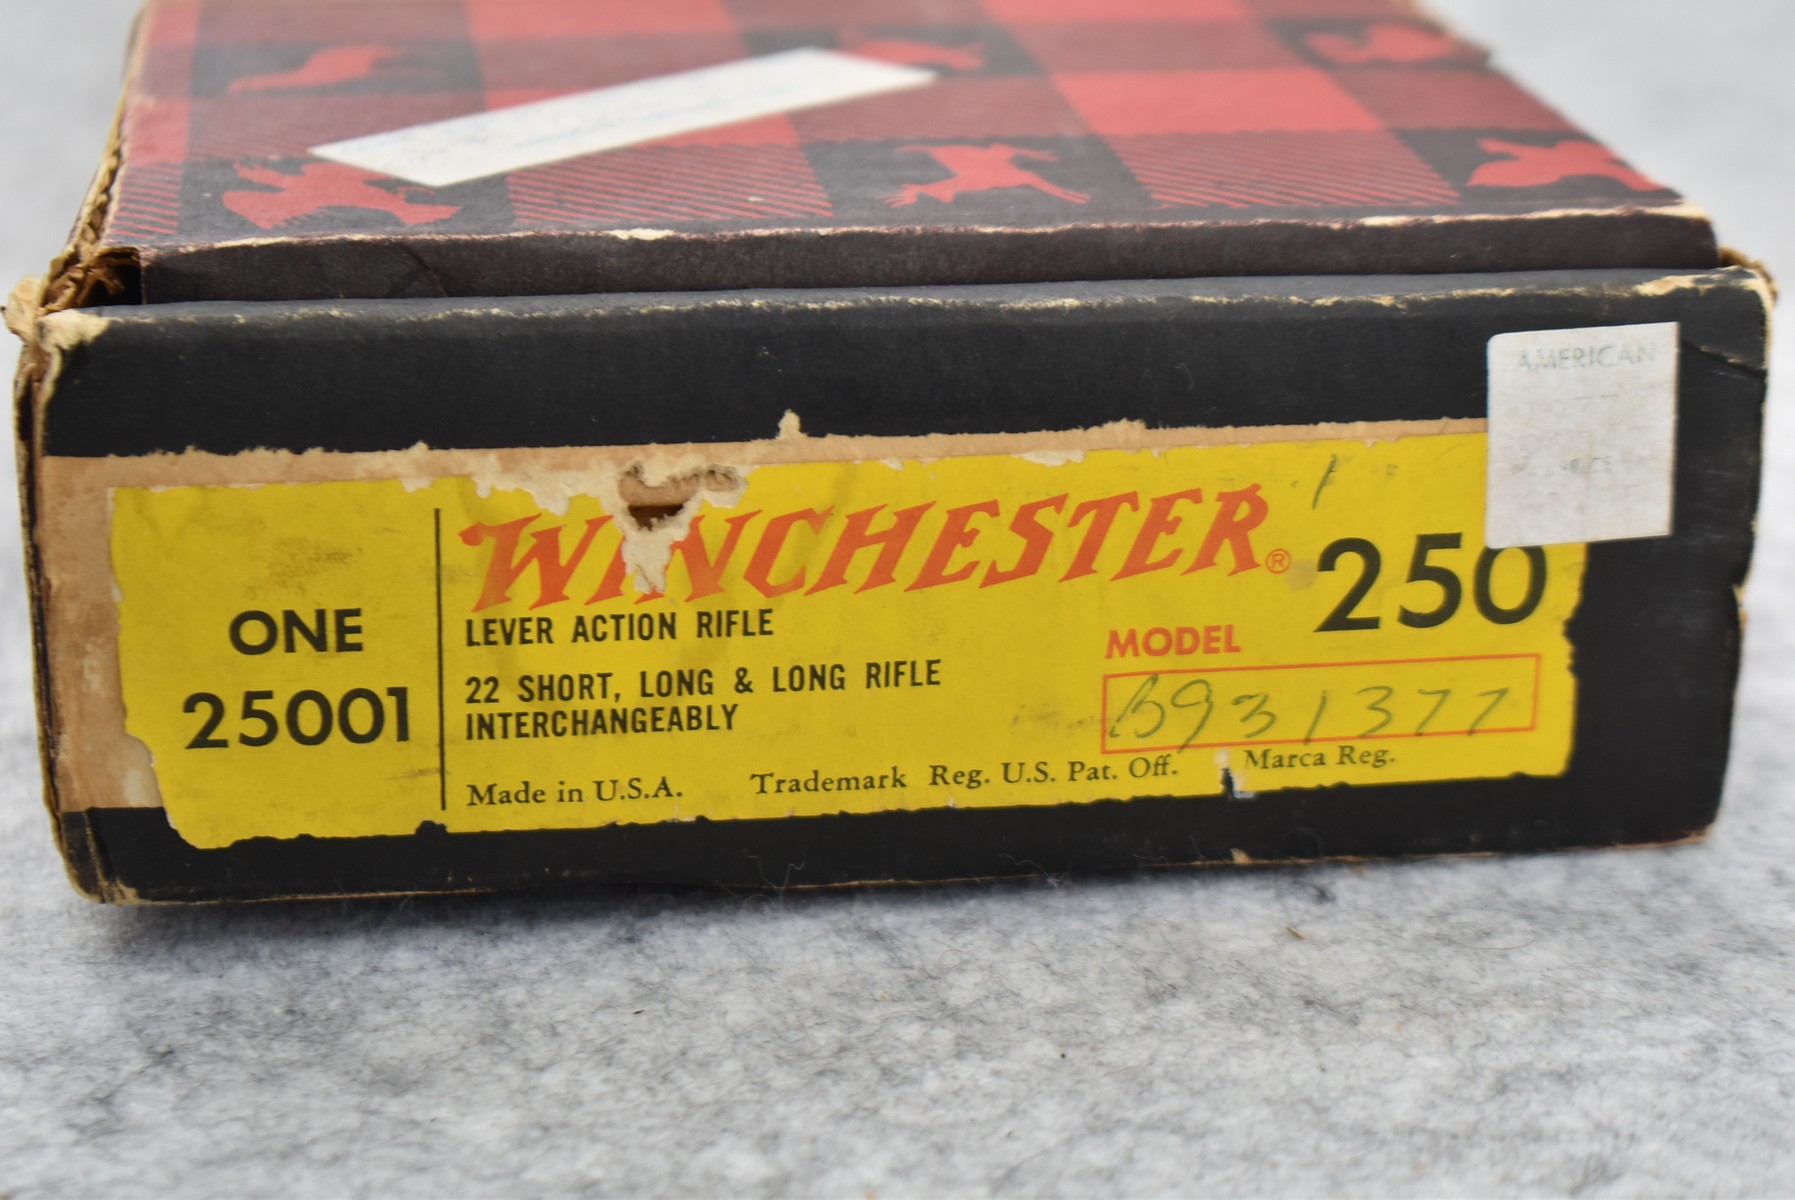 AMERICAN
ONE
25001
WINCHESTER®
LEVER ACTION RIFLE
22 SHORT, LONG & LONG RIFLE
INTERCHANGEABLY
MODEL 250
B931377
Made in U.S.A. Trademark Reg. U.S. Pat. Off. Marca Reg.